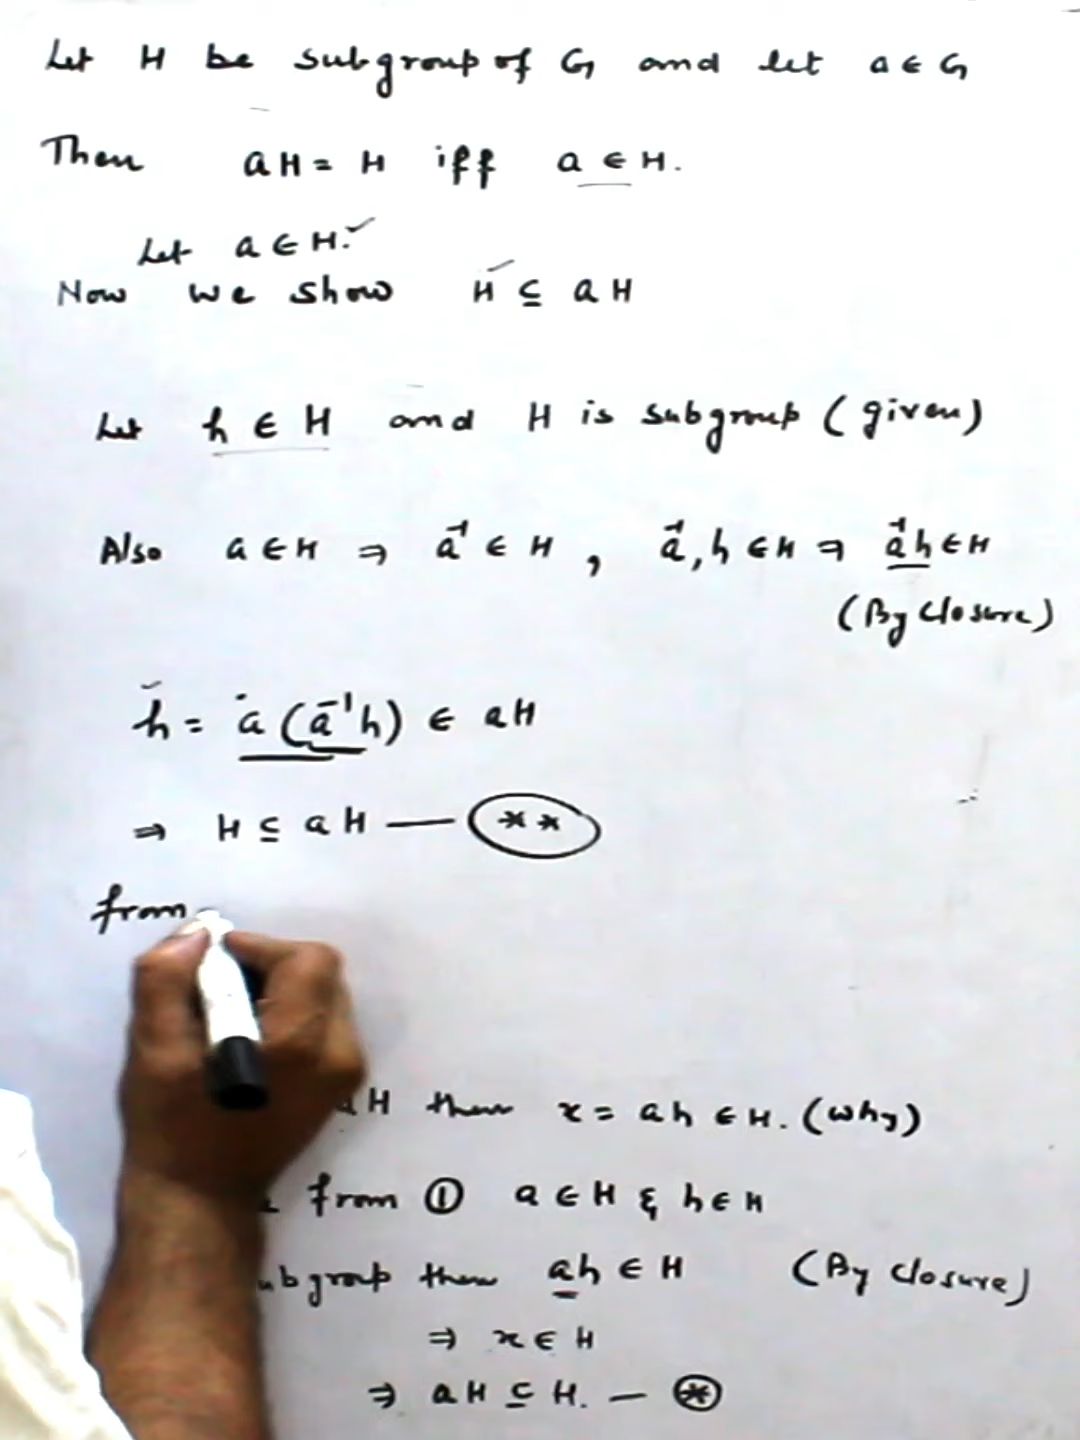 Let H be subgroup of G and let a ∈ G
Then aH = H iff a ∈ H.
Let a ∈ H.
Now we show H ⊆ aH
Let h ∈ H and H is subgroup (given)
Also a ∈ H ⇒ a⁻¹ ∈ H, a⁻¹, h ∈ H ⇒ a⁻¹h ∈ H
(By closure)
h = a (a⁻¹h) ∈ aH
⇒ H ⊆ aH — **
from
aH then x = ah ∈ H. (why)
from ① a ∈ H & h ∈ H
then ah ∈ H (By closure)
⇒ x ∈ H
⇒ aH ⊆ H. — *